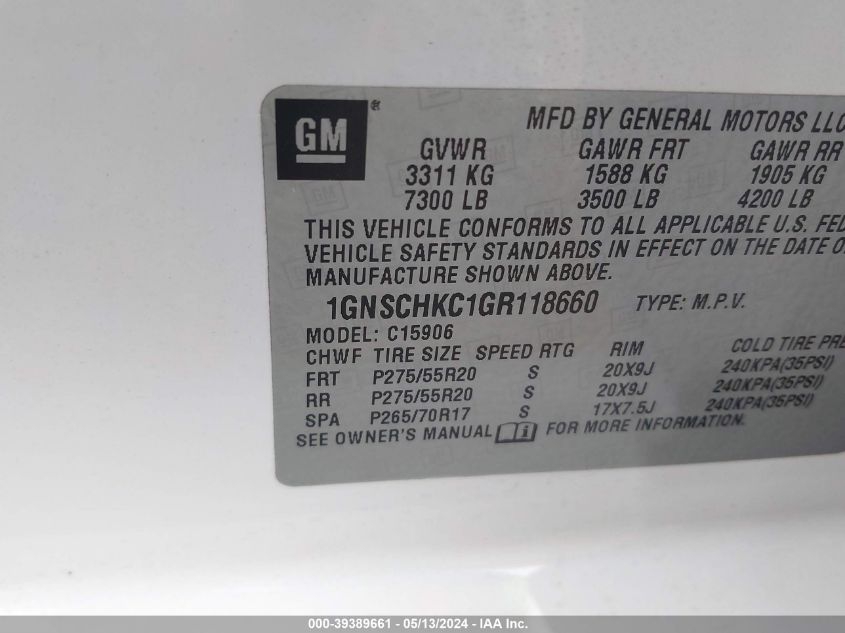 GM®
MFD BY GENERAL MOTORS LLC
GVWR GAWR FRT GAWR RR
3311 KG 1588 KG 1905 KG
7300 LB 3500 LB 4200 LB
THIS VEHICLE CONFORMS TO ALL APPLICABLE U.S. FED
VEHICLE SAFETY STANDARDS IN EFFECT ON THE DATE O
MANUFACTURE SHOWN ABOVE.
1GNSCHKC1GR118660 TYPE: M.P.V.
MODEL: C15906
CHWF TIRE SIZE SPEED RTG RIM COLD TIRE PRE
FRT P275/55R20 S 20X9J 240KPA(35PSI)
RR P275/55R20 S 20X9J 240KPA(35PSI)
SPA P265/70R17 S 17X7.5J 240KPA(35PSI)
SEE OWNER'S MANUAL FOR MORE INFORMATION.
000-39389661 - 05/13/2024 - IAA Inc.